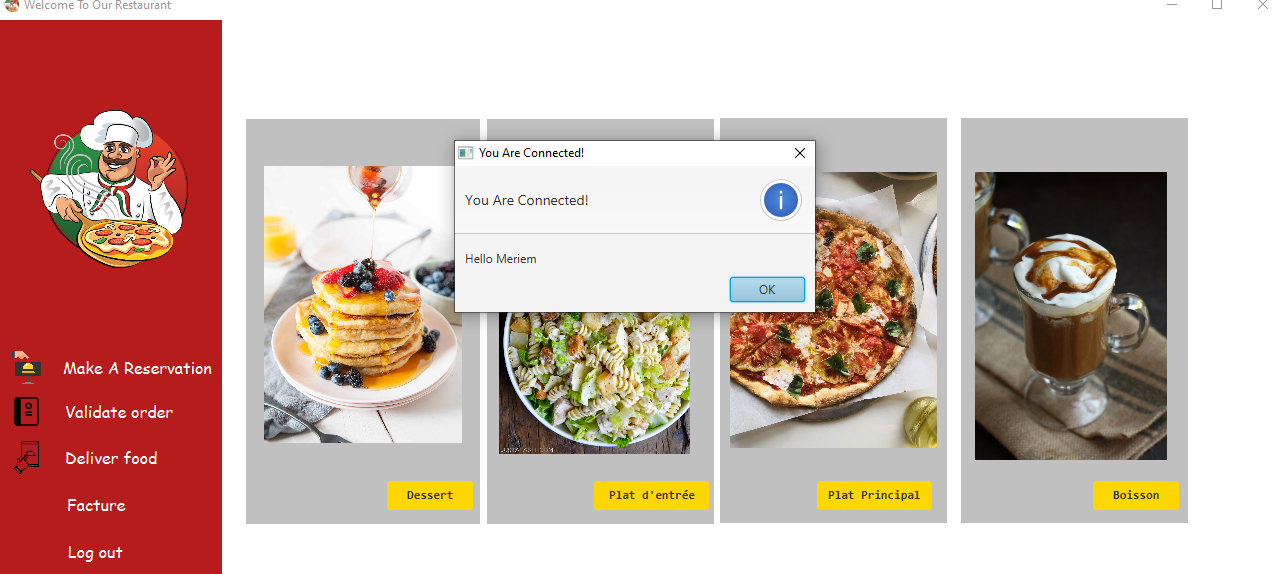 Welcome To Our Restaurant
You Are Connected!
You Are Connected!
Hello Meriem
OK
Make A Reservation
Validate order
Deliver food
Facture
Log out
Dessert
Plat d'entrée
Plat Principal
Boisson